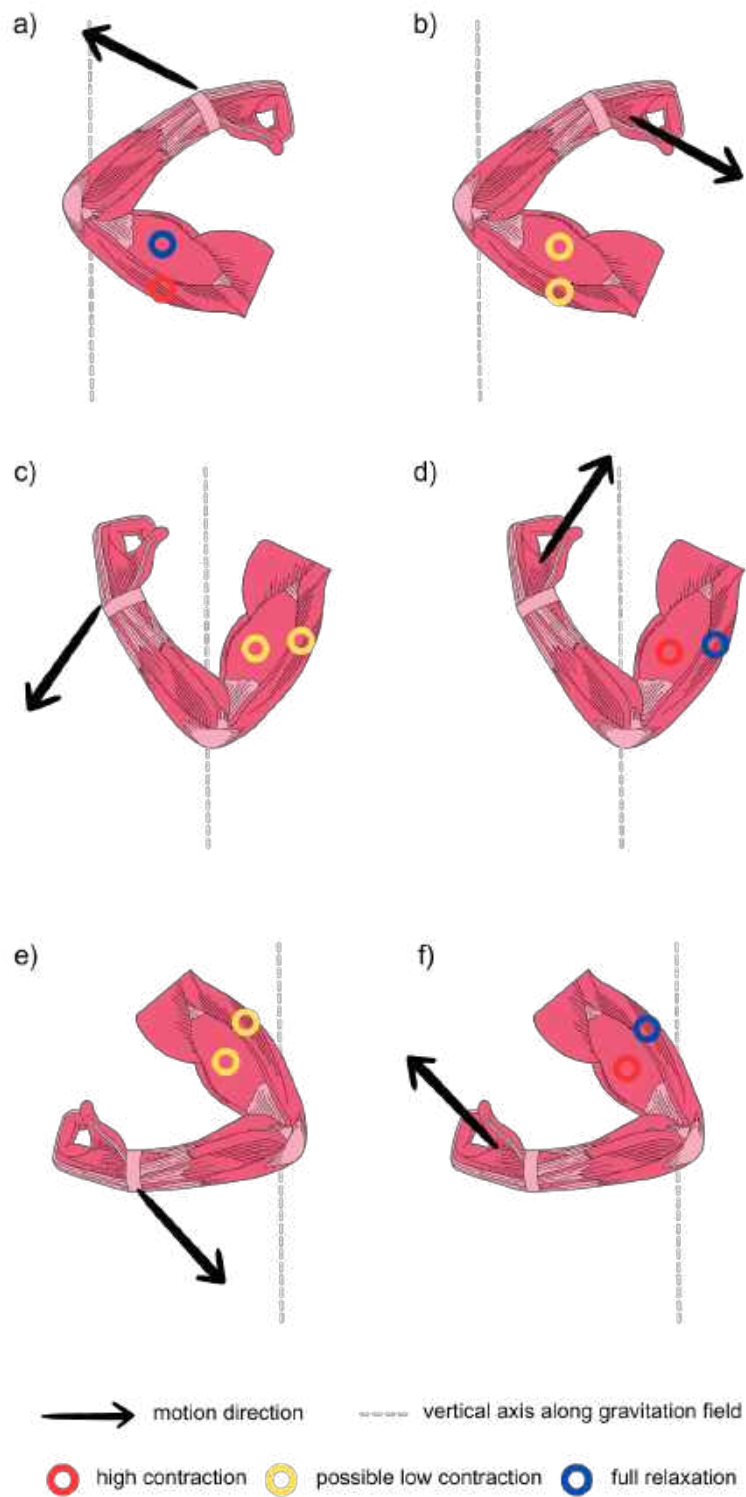 a)
b)
c)
d)
e)
f)
motion direction
vertical axis along gravitation field
high contraction
possible low contraction
full relaxation